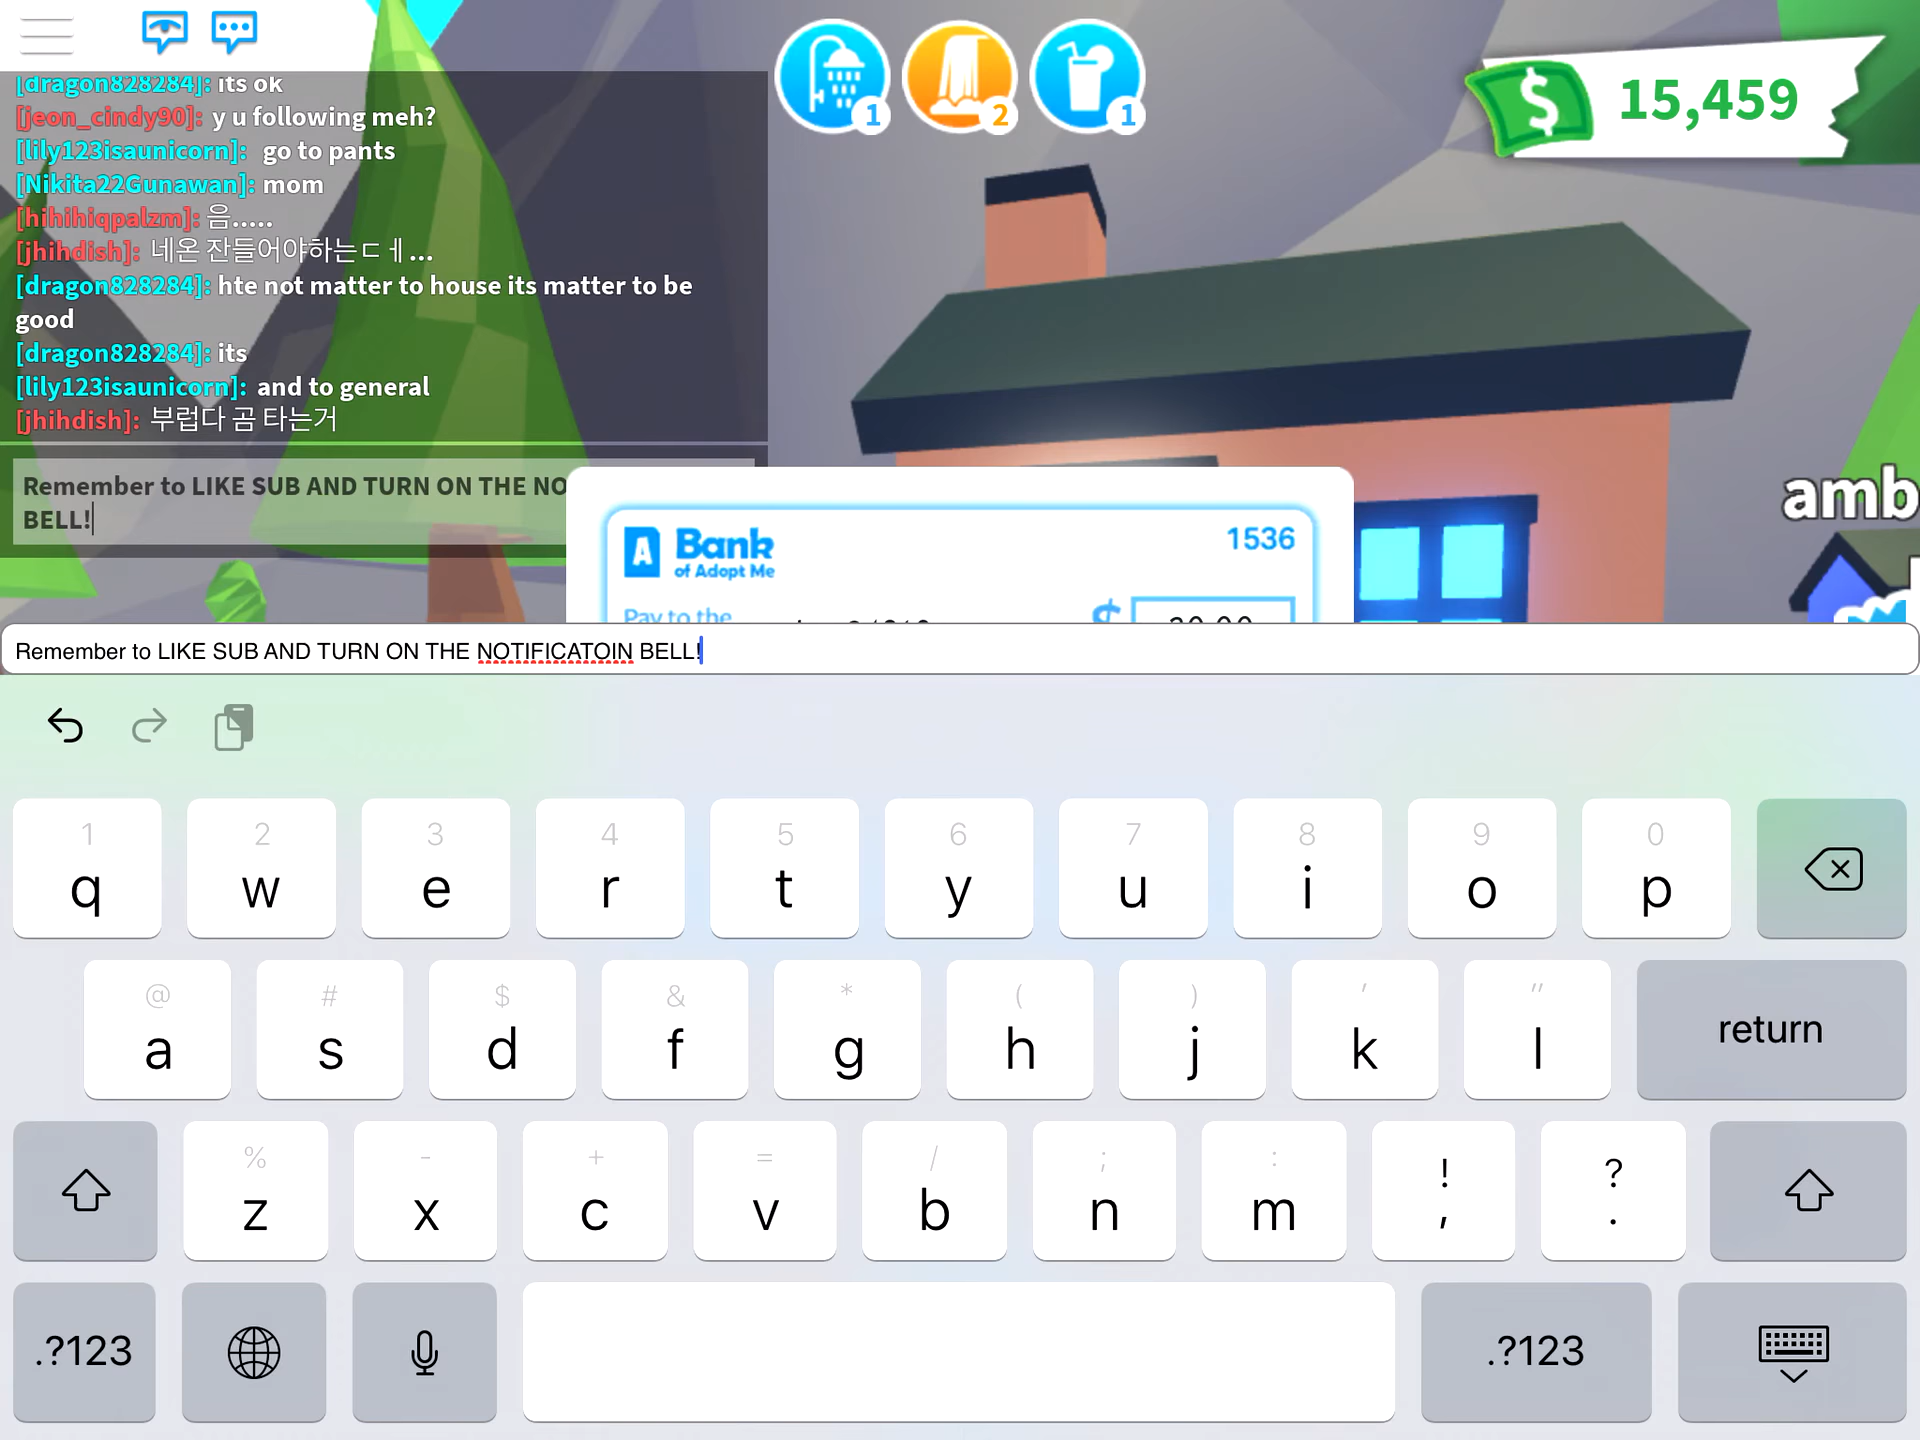 [dragon828284]: its ok
[jeon_cindy90]: y u following meh?
[lily123isaunicorn]: go to pants
[Nikita22Gunawan]: mom
[hihihiqpalzm]: 음.....
[jhihdish]: 네온 잔들어야하는ㄷㅔ...
[dragon828284]: hte not matter to house its matter to be
good
[dragon828284]: its
[lily123isaunicorn]: and to general
[jhihdish]: 부럽다 곰 타는거
Remember to LIKE SUB AND TURN ON THE NO
BELL!
1
2
1
15,459
Bank
of Adopt Me
1536
Pay to the
$
amb
Remember to LIKE SUB AND TURN ON THE NOTIFICATOIN BELL!
1 2 3 4 5 6 7 8 9 0
q w e r t y u i o p
@ # $ & * ( ) ' "
a s d f g h j k l return
% - + = / ; : ! ?
z x c v b n m , .
.?123 .?123